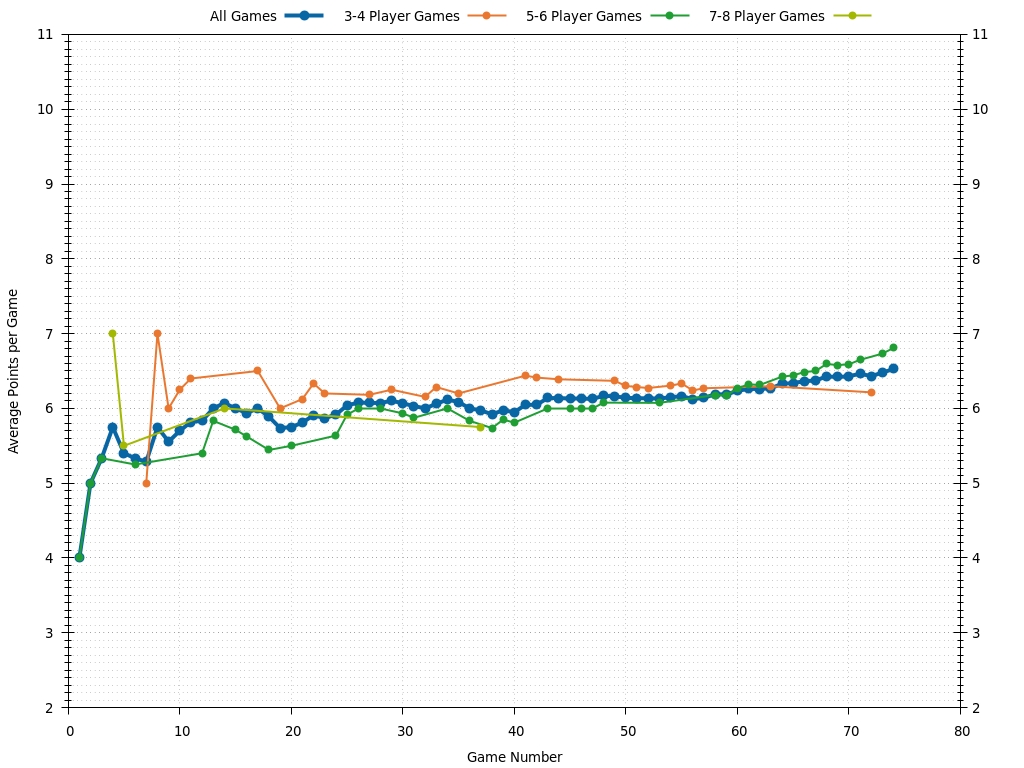 All Games 3-4 Player Games 5-6 Player Games 7-8 Player Games
11 11
10 10
9 9
8 8
7 7
6 6
5 5
4 4
3 3
2 2
Average Points per Game
0 10 20 30 40 50 60 70 80
Game Number